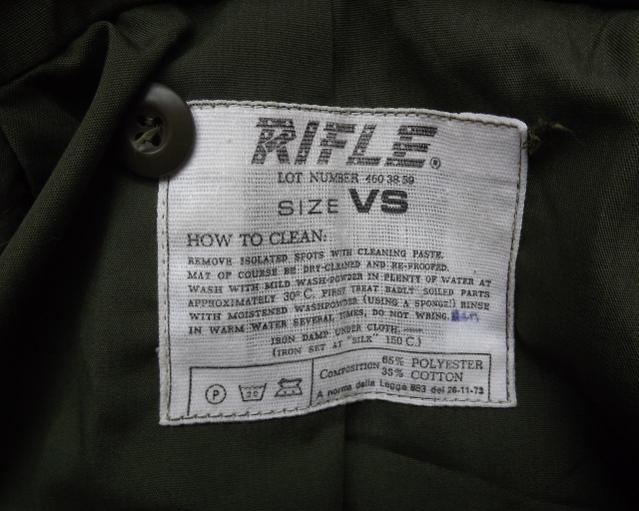 RIFLE®
LOT NUMBER 460 38 50
SIZE VS
HOW TO CLEAN:
REMOVE ISOLATED SPOTS WITH CLEANING PASTE.
MAT OF COURSE BE DRY-CLEANED AND RE-PROOFED.
WASH WITH MILD WASH-POWDER IN PLENTY OF WATER AT
APPROXIMATELY 30° C. FIRST TREAT BADLY SOILED PARTS
WITH MOISTENED WASHPOWDER (USING A SPONGE!) RINSE
IN WARM WATER SEVERAL TIMES, DO NOT WRING.
IRON DAMP UNDER CLOTH.
(IRON SET AT "SILK" 150 C.)
COMPOSITION 65% POLYESTER
35% COTTON
A norma della Legge 883 del 26-11-73
P 30